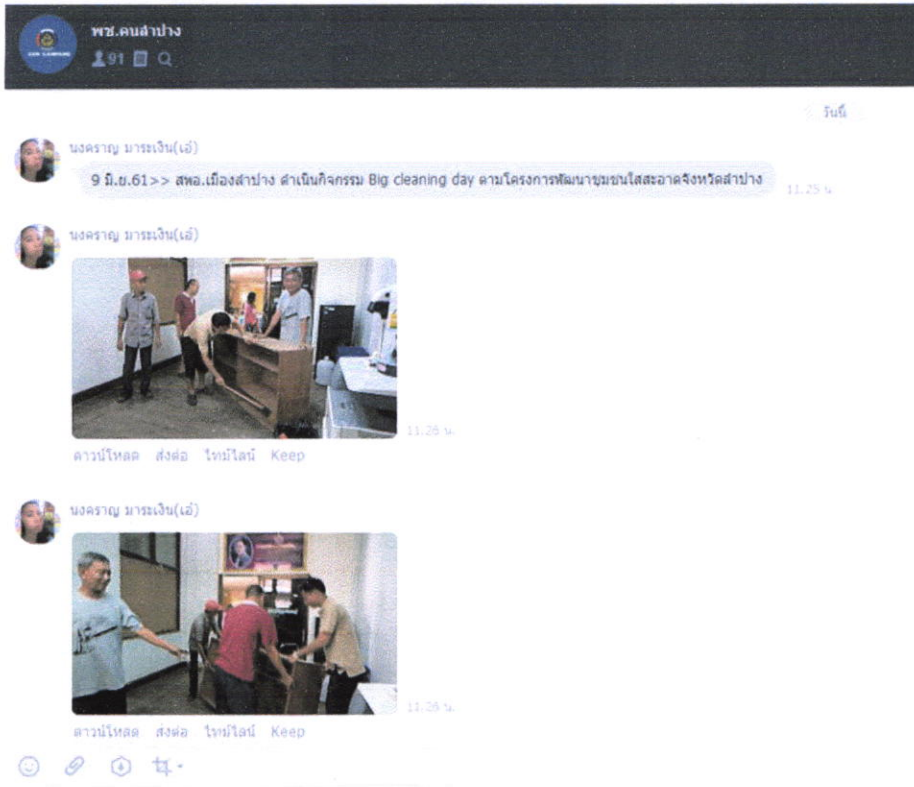 พช.คนลำปาง
91
วันนี้
นงคราญ มาระเงิน(เอ๋)
9 มิ.ย.61>> สพอ.เมืองลำปาง ดำเนินกิจกรรม Big cleaning day ตามโครงการพัฒนาชุมชนใสสะอาดจังหวัดลำปาง
11.25 น.
นงคราญ มาระเงิน(เอ๋)
11.26 น.
ดาวน์โหลด ส่งต่อ ไทม์ไลน์ Keep
นงคราญ มาระเงิน(เอ๋)
11.26 น.
ดาวน์โหลด ส่งต่อ ไทม์ไลน์ Keep